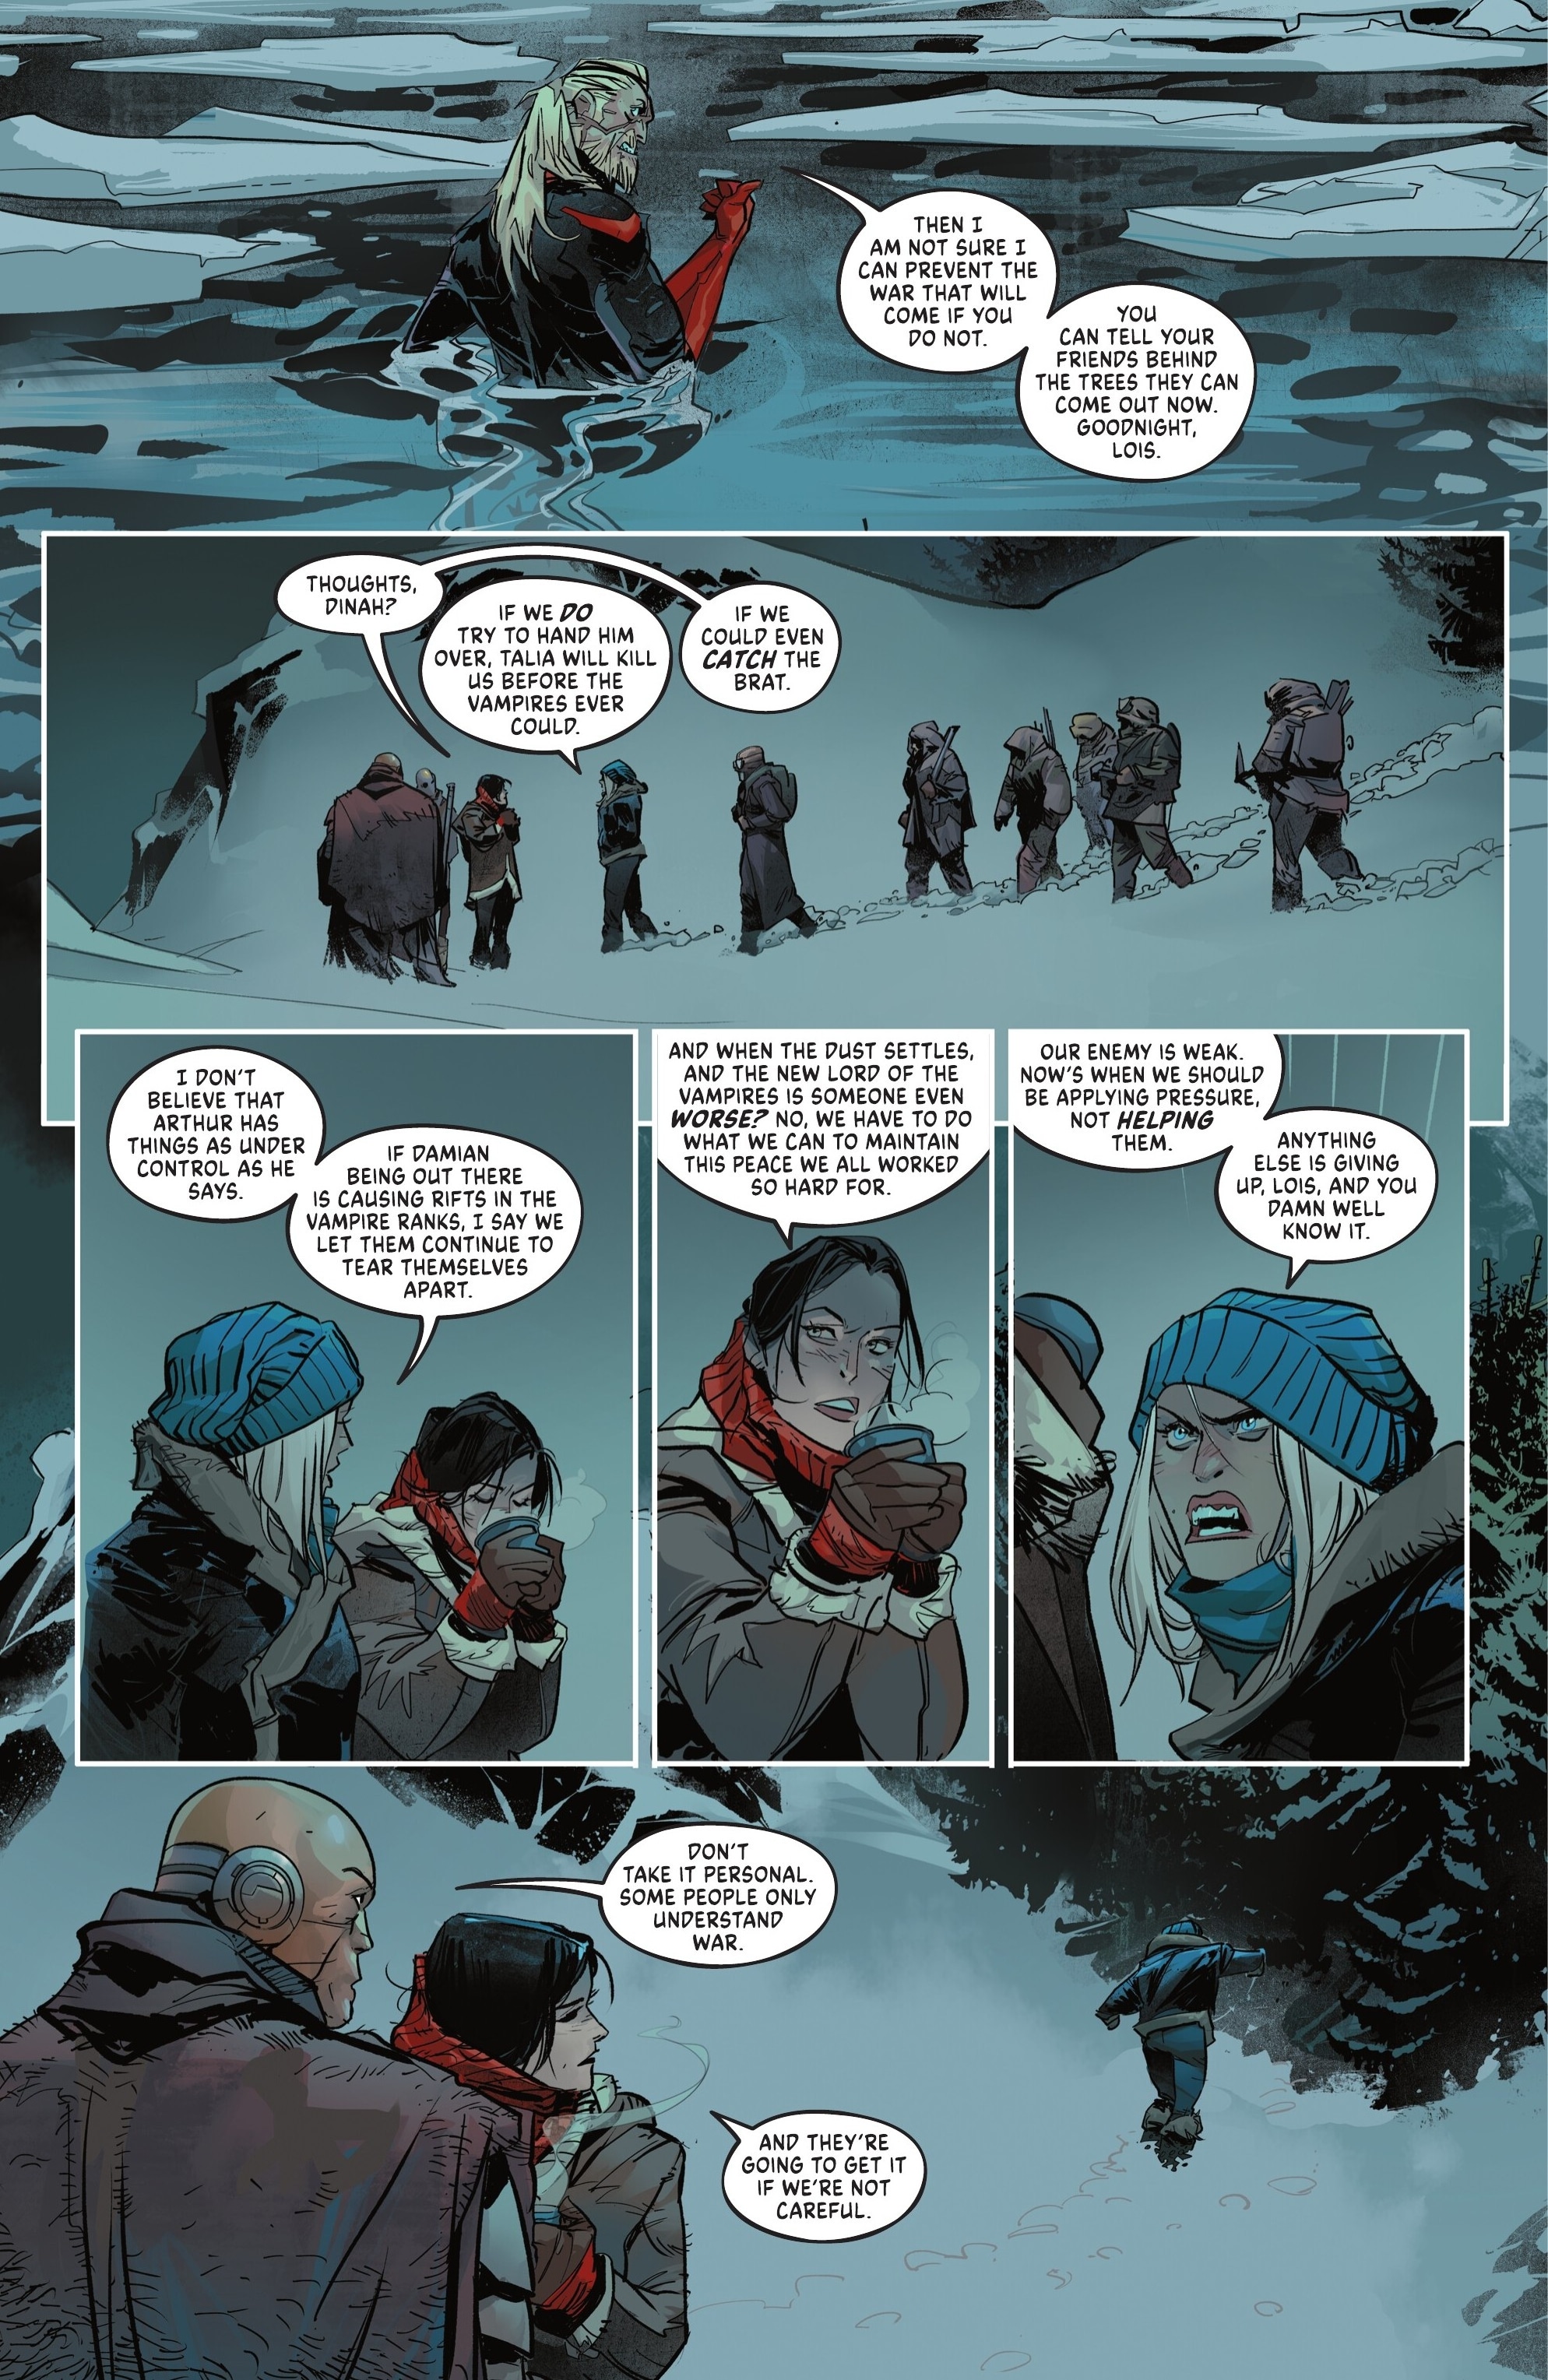 THEN I
AM NOT SURE I
CAN PREVENT THE
WAR THAT WILL
COME IF YOU
DO NOT.
YOU
CAN TELL YOUR
FRIENDS BEHIND
THE TREES THEY CAN
COME OUT NOW.
GOODNIGHT,
LOIS.
THOUGHTS,
DINAH?
IF WE DO
TRY TO HAND HIM
OVER, TALIA WILL KILL
US BEFORE THE
VAMPIRES EVER
COULD.
IF WE
COULD EVEN
CATCH THE
BRAT.
I DON'T
BELIEVE THAT
ARTHUR HAS
THINGS AS UNDER
CONTROL AS HE
SAYS.
IF DAMIAN
BEING OUT THERE
IS CAUSING RIFTS IN THE
VAMPIRE RANKS, I SAY WE
LET THEM CONTINUE TO
TEAR THEMSELVES
APART.
AND WHEN THE DUST SETTLES,
AND THE NEW LORD OF THE
VAMPIRES IS SOMEONE EVEN
WORSE? NO, WE HAVE TO DO
WHAT WE CAN TO MAINTAIN
THIS PEACE WE ALL WORKED
SO HARD FOR.
OUR ENEMY IS WEAK.
NOW'S WHEN WE SHOULD
BE APPLYING PRESSURE,
NOT HELPING
THEM.
ANYTHING
ELSE IS GIVING
UP, LOIS, AND YOU
DAMN WELL
KNOW IT.
DON'T
TAKE IT PERSONAL.
SOME PEOPLE ONLY
UNDERSTAND
WAR.
AND THEY'RE
GOING TO GET IT
IF WE'RE NOT
CAREFUL.